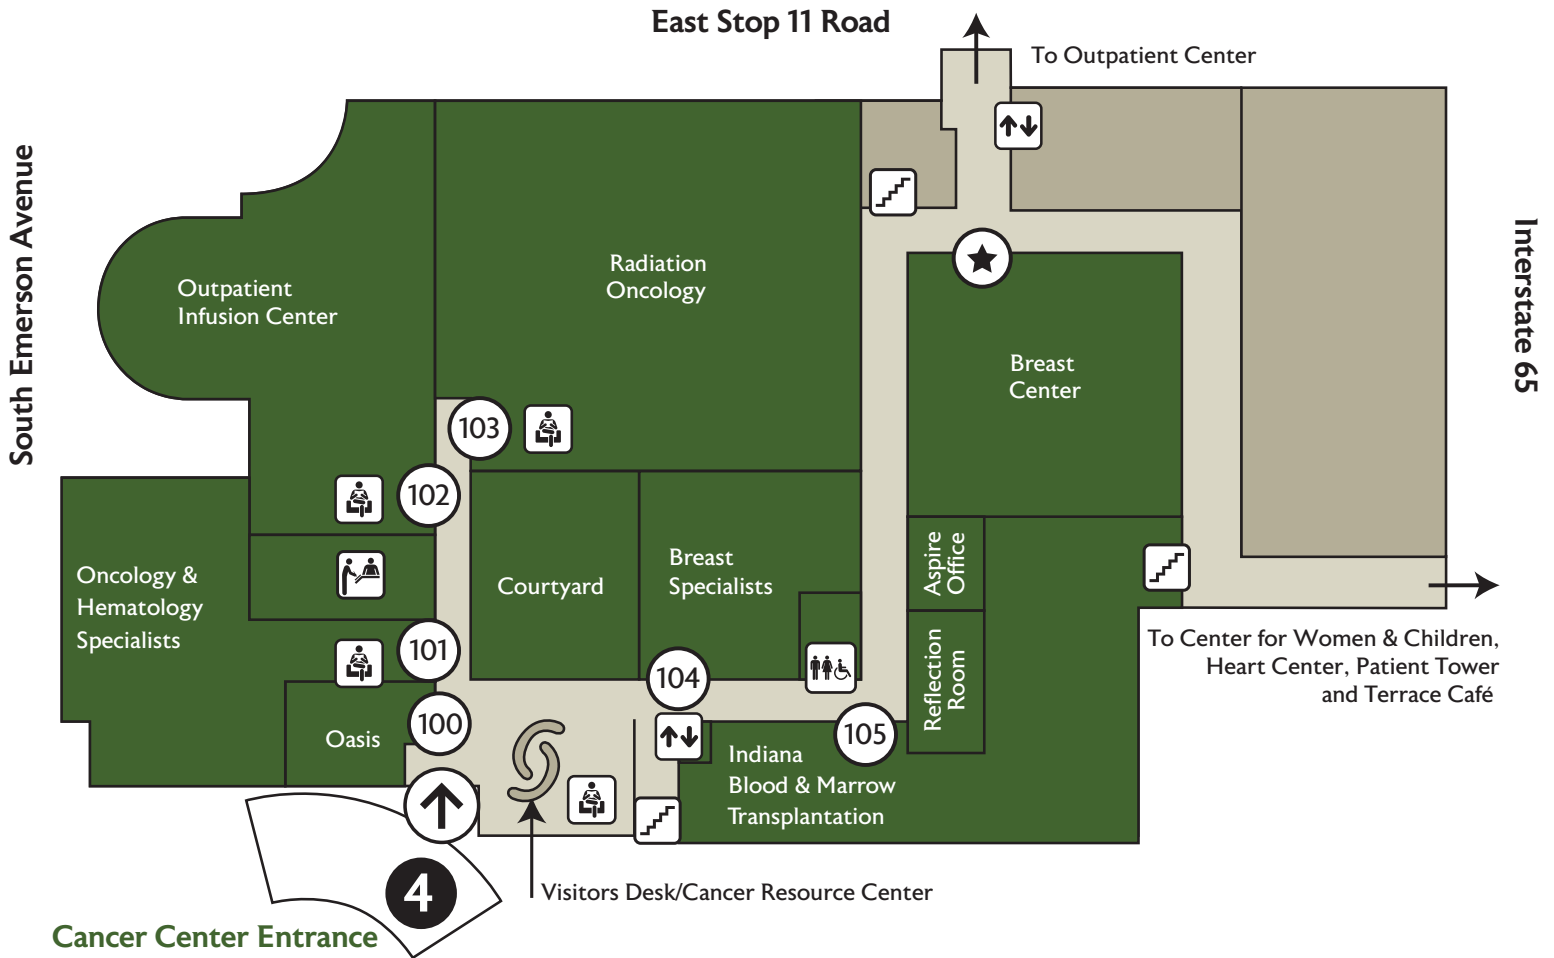 East Stop 11 Road
To Outpatient Center
South Emerson Avenue
Interstate 65
Outpatient
Infusion Center
Radiation
Oncology
Breast
Center
103
102
Oncology &
Hematology
Specialists
Courtyard
Breast
Specialists
Aspire
Office
101
104
Reflection
Room
To Center for Women & Children,
Heart Center, Patient Tower
and Terrace Café
100
Oasis
105
Indiana
Blood & Marrow
Transplantation
4
Visitors Desk/Cancer Resource Center
Cancer Center Entrance